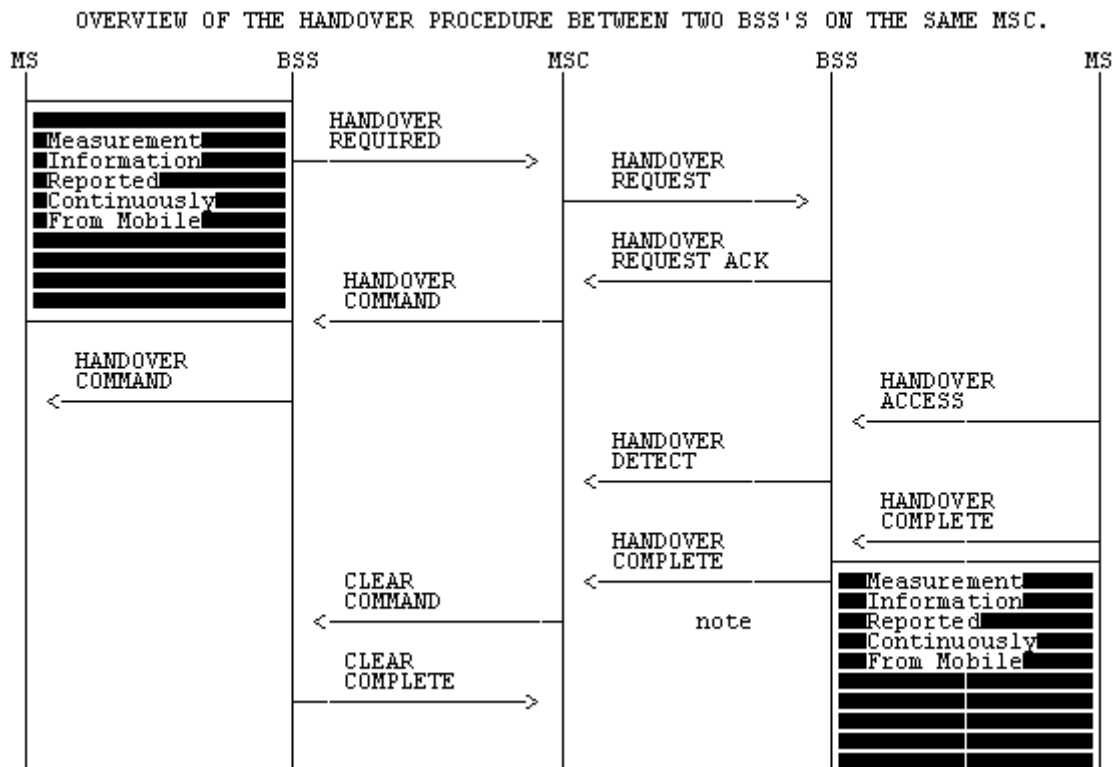 OVERVIEW OF THE HANDOVER PROCEDURE BETWEEN TWO BSS'S ON THE SAME MSC.
MS BSS MSC BSS MS
HANDOVER
REQUIRED
Measurement
Information
Reported
Continuously
From Mobile
HANDOVER
REQUEST
HANDOVER
REQUEST ACK
HANDOVER
COMMAND
HANDOVER
COMMAND
HANDOVER
ACCESS
HANDOVER
DETECT
HANDOVER
COMPLETE
HANDOVER
COMPLETE
CLEAR
COMMAND
note
Measurement
Information
Reported
Continuously
From Mobile
CLEAR
COMPLETE